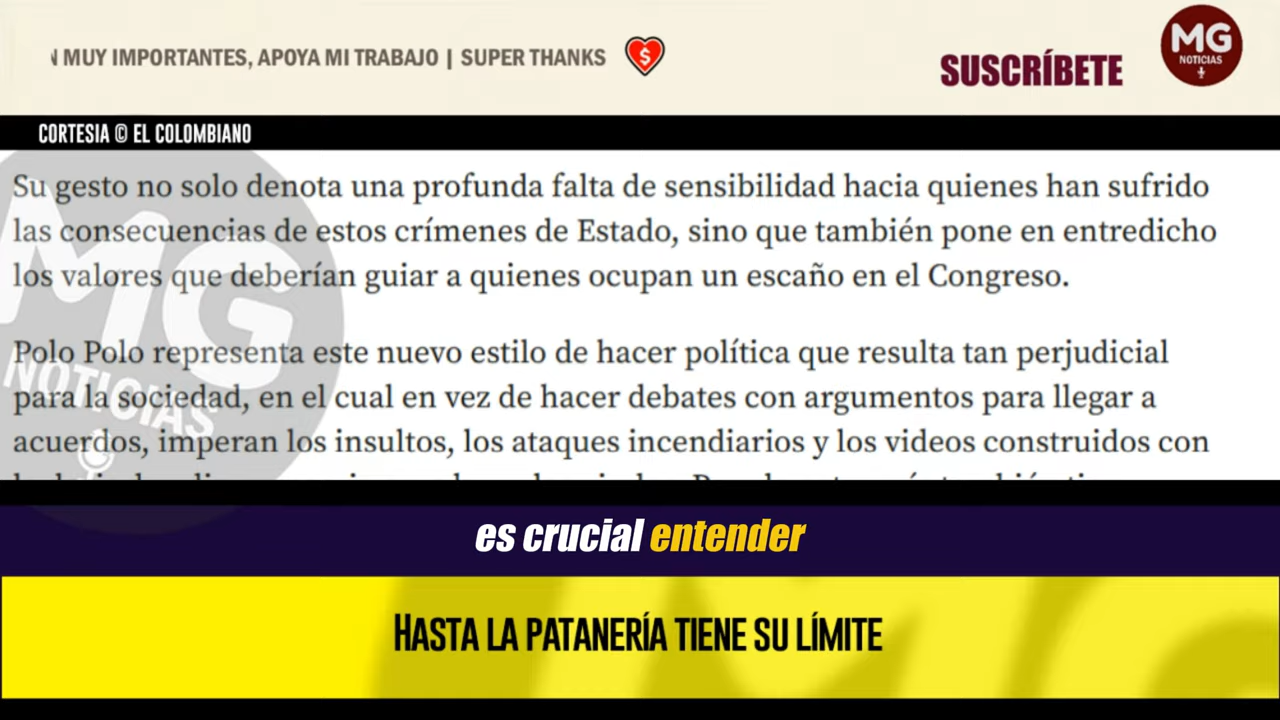 MUY IMPORTANTES, APOYA MI TRABAJO | SUPER THANKS
$
SUSCRÍBETE
MG
NOTICIAS
CORTESIA © EL COLOMBIANO
Su gesto no solo denota una profunda falta de sensibilidad hacia quienes han sufrido
las consecuencias de estos crímenes de Estado, sino que también pone en entredicho
los valores que deberían guiar a quienes ocupan un escaño en el Congreso.
Polo Polo representa este nuevo estilo de hacer política que resulta tan perjudicial
para la sociedad, en el cual en vez de hacer debates con argumentos para llegar a
acuerdos, imperan los insultos, los ataques incendiarios y los videos construidos con
MG
NOTICIAS
es crucial entender
HASTA LA PATANERÍA TIENE SU LÍMITE